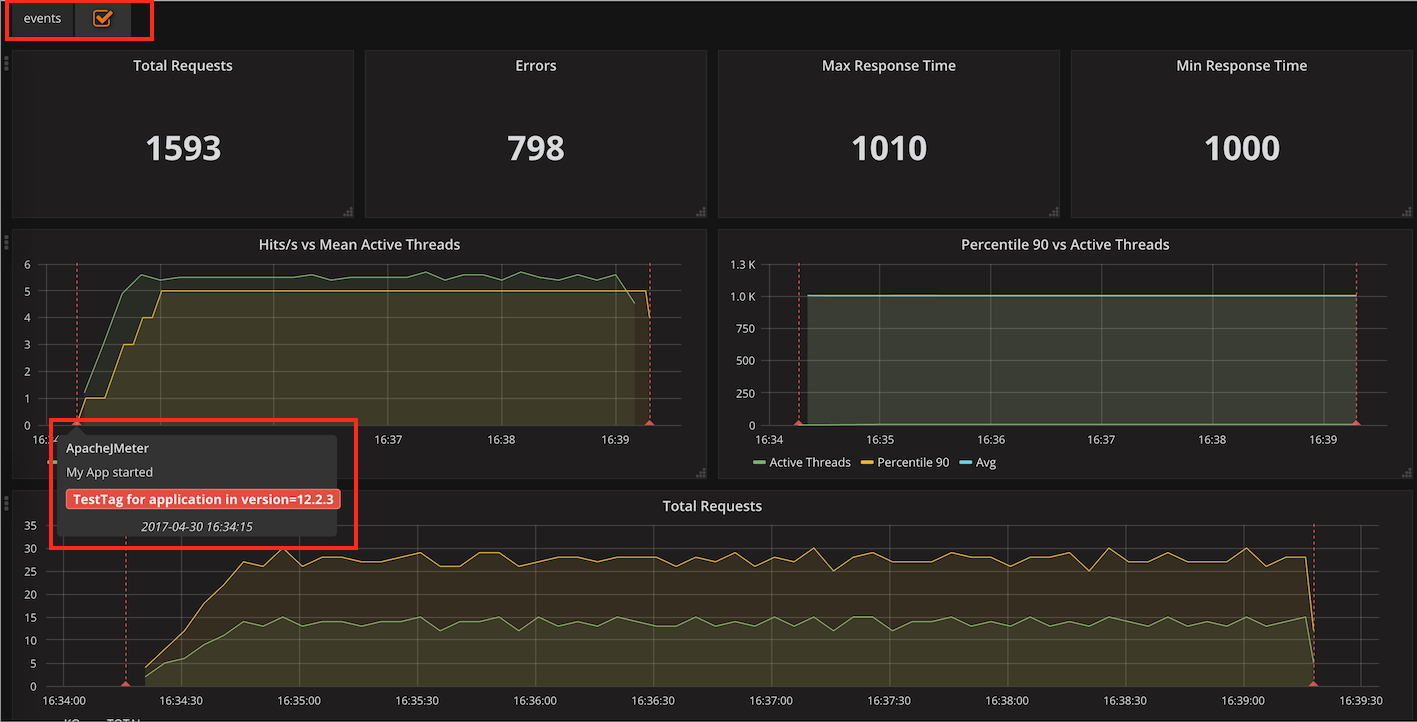 events
Total Requests
Errors
Max Response Time
Min Response Time
1593
798
1010
1000
Hits/s vs Mean Active Threads
6
5
4
3
2
1
0
16:37
16:38
16:39
Percentile 90 vs Active Threads
1.3 K
1.0 K
750
500
250
0
16:34
16:35
16:36
16:37
16:38
16:39
Active Threads
Percentile 90
Avg
ApacheJMeter
My App started
TestTag for application in version=12.2.3
2017-04-30 16:34:15
Total Requests
35
30
25
20
15
10
5
0
16:34:00
16:34:30
16:35:00
16:35:30
16:36:00
16:36:30
16:37:00
16:37:30
16:38:00
16:38:30
16:39:00
16:39:30